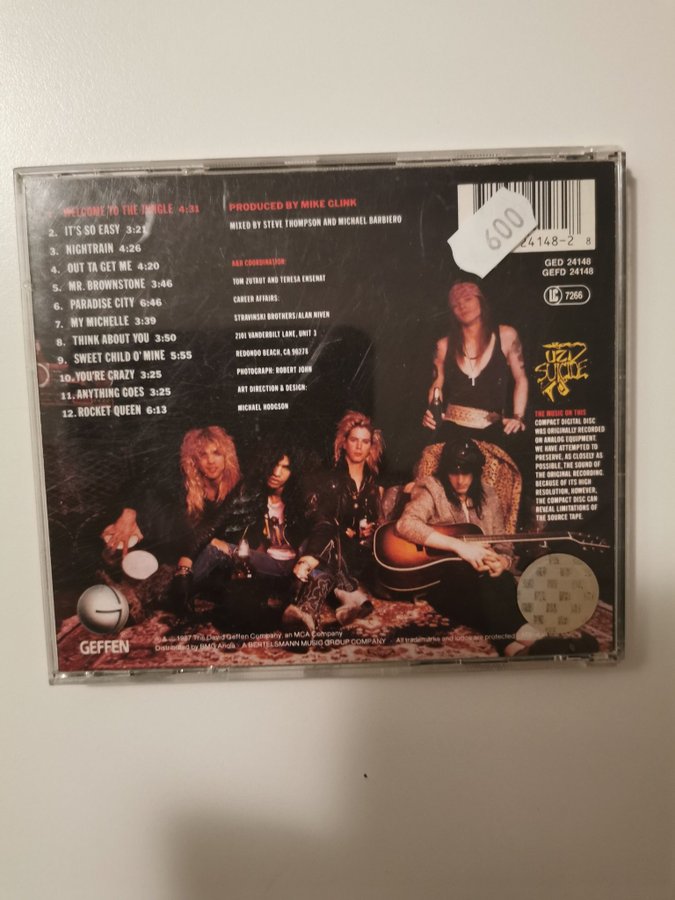 1. WELCOME TO THE JUNGLE 4:31
2. IT'S SO EASY 3:21
3. NIGHTRAIN 4:26
4. OUT TA GET ME 4:20
5. MR. BROWNSTONE 3:46
6. PARADISE CITY 6:46
7. MY MICHELLE 3:39
8. THINK ABOUT YOU 3:50
9. SWEET CHILD O' MINE 5:55
10. YOU'RE CRAZY 3:25
11. ANYTHING GOES 3:25
12. ROCKET QUEEN 6:13
PRODUCED BY MIKE CLINK
MIXED BY STEVE THOMPSON AND MICHAEL BARBIERO
A&R COORDINATION:
TOM ZUTAUT AND TERESA ENSENAT
CAREER AFFAIRS:
STRAVINSKI BROTHERS/ALAN NIVEN
2101 VANDERBILT LANE, UNIT 3
REDONDO BEACH, CA 90278
PHOTOGRAPH: ROBERT JOHN
ART DIRECTION & DESIGN:
MICHAEL HODGSON
600
24148-2 8
GED 24148
GEFD 24148
LC 7266
UZI
SUICIDE
THE MUSIC ON THIS
COMPACT DIGITAL DISC
WAS ORIGINALLY RECORDED
ON ANALOG EQUIPMENT.
WE HAVE ATTEMPTED TO
PRESERVE, AS CLOSELY AS
POSSIBLE, THE SOUND OF
THE ORIGINAL RECORDING.
BECAUSE OF ITS HIGH
RESOLUTION, HOWEVER,
THE COMPACT DISC CAN
REVEAL LIMITATIONS OF
THE SOURCE TAPE.
GEFFEN
℗ & © 1987 The David Geffen Company, an MCA Company
Distributed by BMG Ariola · A BERTELSMANN MUSIC GROUP COMPANY · All trademarks and logos are protected